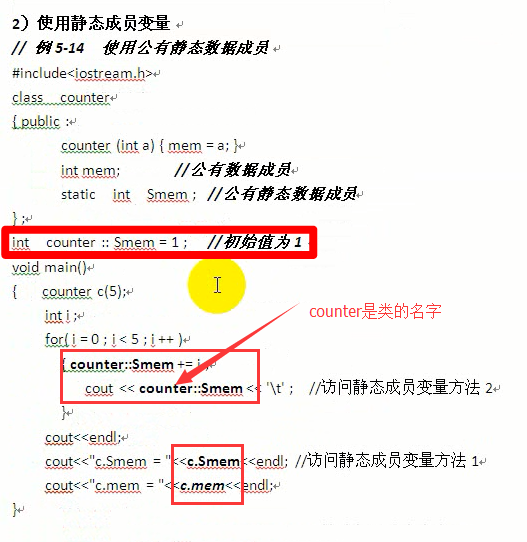 2）使用静态成员变量
// 例 5-14 使用公有静态数据成员
#include<iostream.h>
class counter
{ public :
counter (int a) { mem = a; }
int mem; //公有数据成员
static int Smem ; //公有静态数据成员
} ;
int counter :: Smem = 1 ; //初始值为 1
void main()
{ counter c(5);
int i ;
counter是类的名字
for( i = 0 ; i < 5 ; i ++ )
{ counter::Smem += i ;
cout << counter::Smem << '\t' ; //访问静态成员变量方法 2
}
cout<<endl;
cout<<"c.Smem = "<<c.Smem<<endl; //访问静态成员变量方法 1
cout<<"c.mem = "<<c.mem<<endl;
}